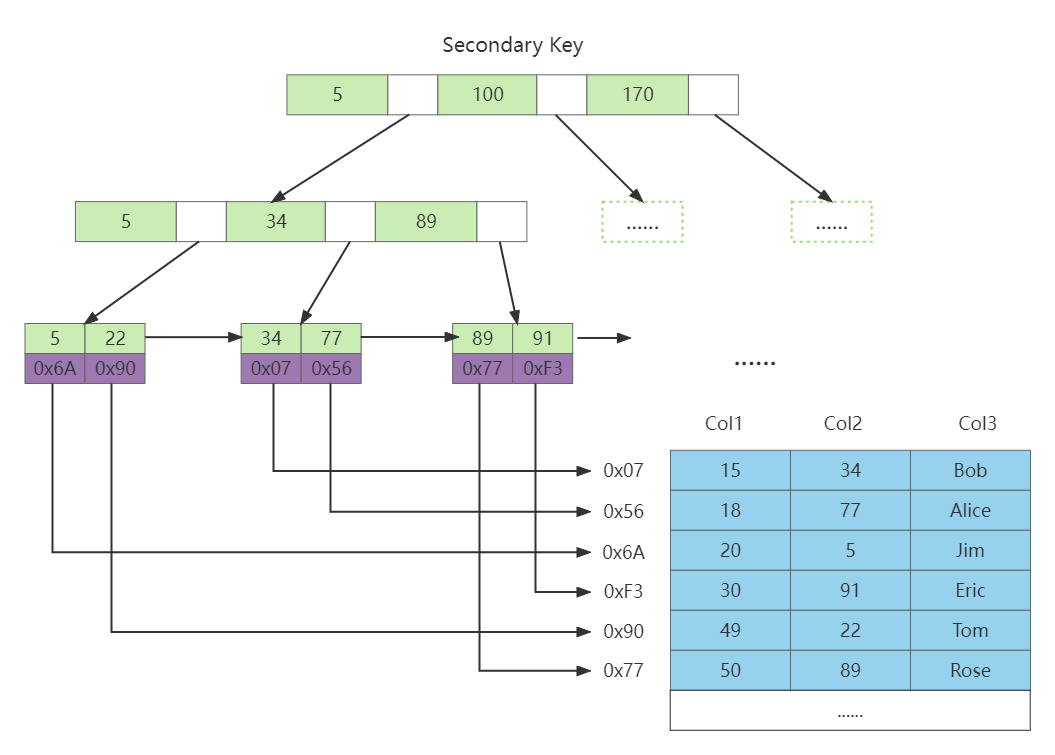 Secondary Key
5 100 170
5 34 89
...... ......
5 22 34 77 89 91
0x6A 0x90 0x07 0x56 0x77 0xF3
......
Col1 Col2 Col3
0x07 15 34 Bob
0x56 18 77 Alice
0x6A 20 5 Jim
0xF3 30 91 Eric
0x90 49 22 Tom
0x77 50 89 Rose
......